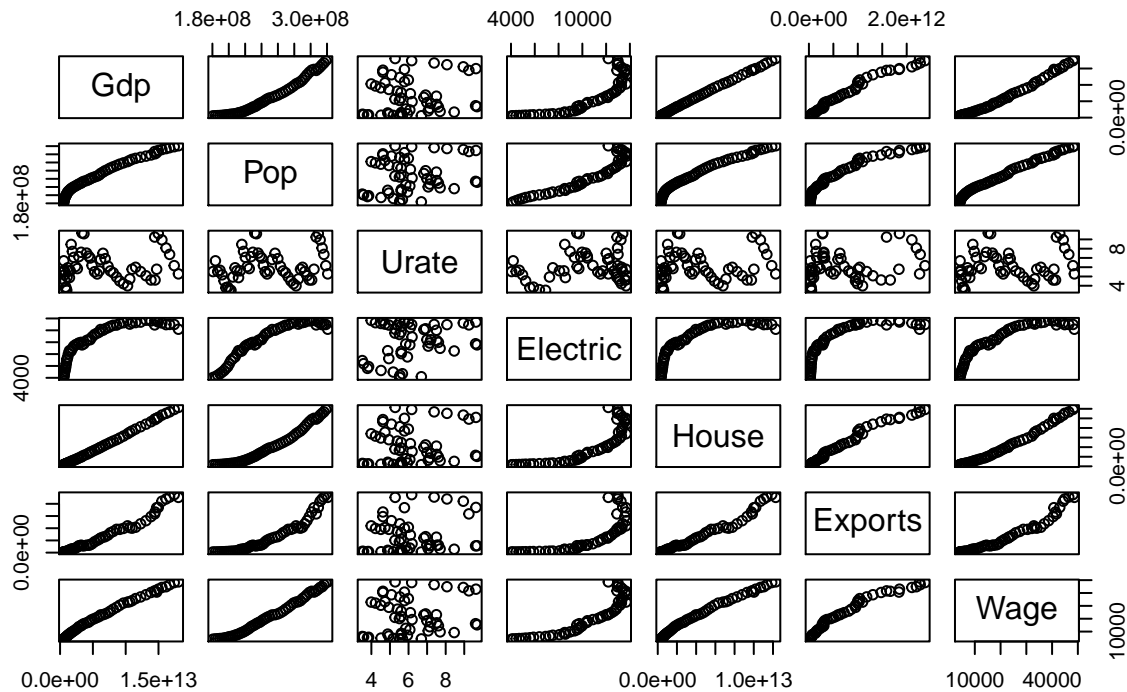 1.8e+08 3.0e+08 4000 10000 0.0e+00 2.0e+12
Gdp 0.0e+00
1.8e+08 Pop
Urate 4 8
4000 Electric
House 0.0e+00
0.0e+00 Exports
Wage 10000
0.0e+00 1.5e+13 4 6 8 0.0e+00 1.0e+13 10000 40000